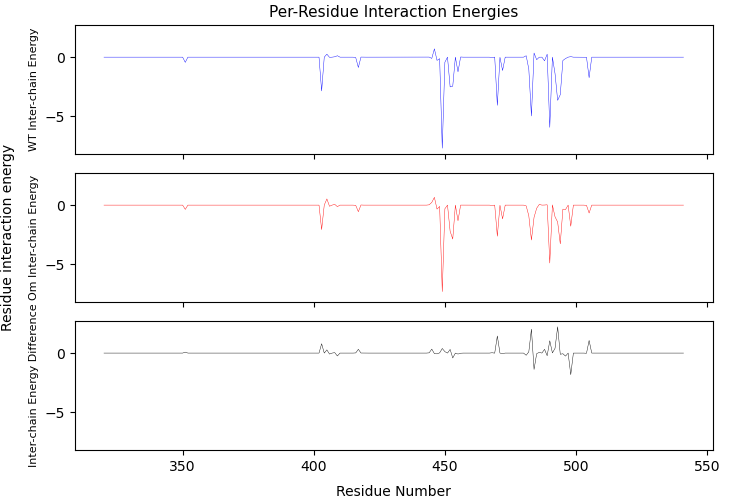 Per-Residue Interaction Energies
Residue interaction energy
WT Inter-chain Energy
0
−5
Om Inter-chain Energy
0
−5
Inter-chain Energy Difference
0
−5
350
400
450
500
550
Residue Number